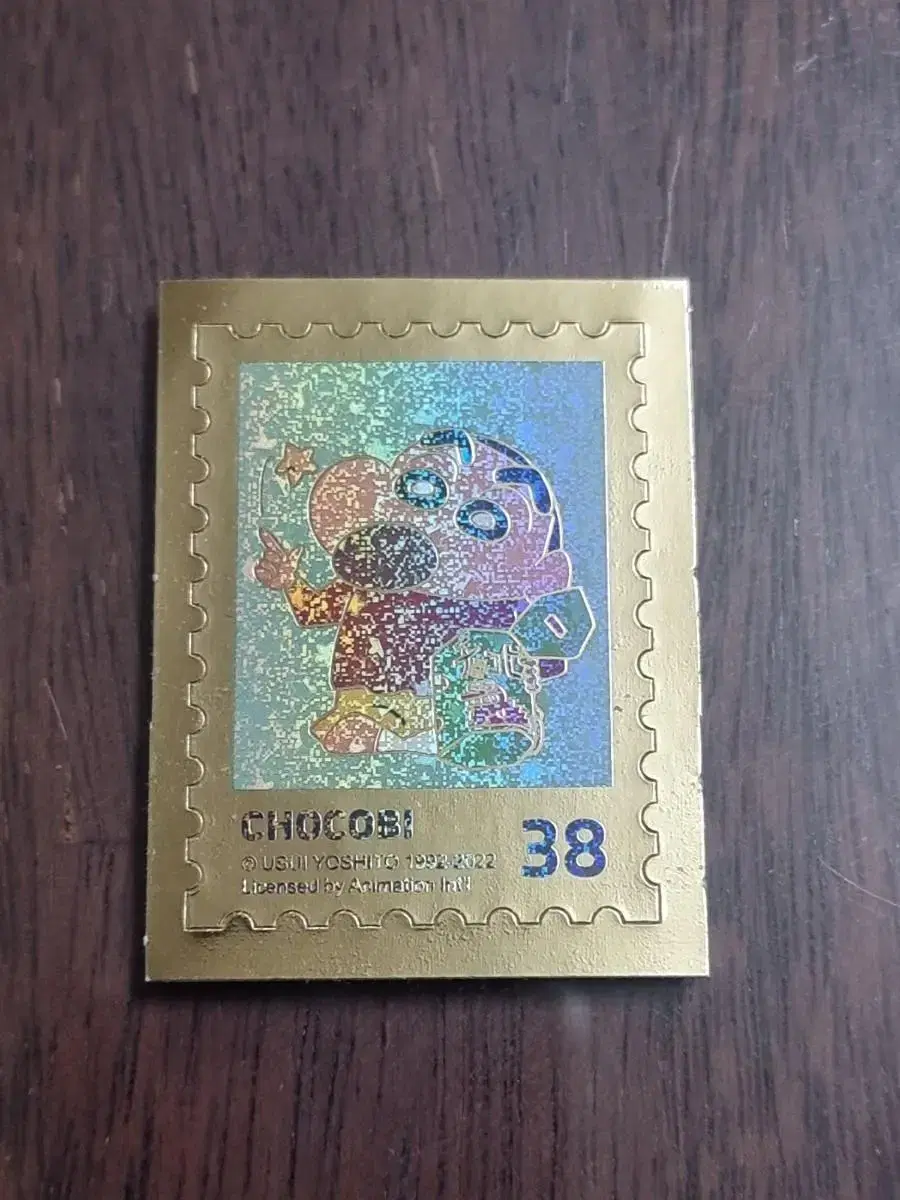 CHOCOBI
© USUI YOSHITO 1992-2022
Licensed by Animation Int'l
38